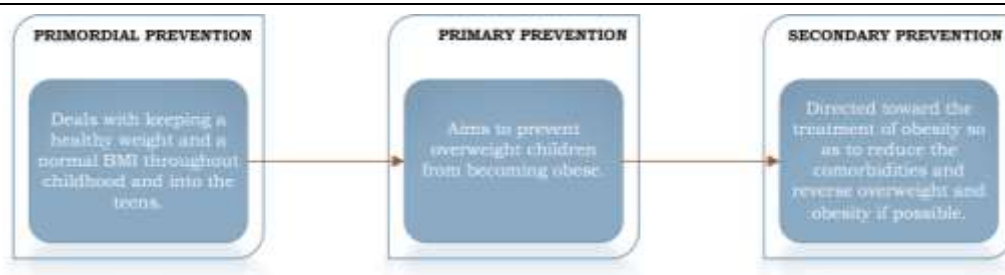 PRIMORDIAL PREVENTION
Deals with keeping a
healthy weight and a
normal BMI throughout
childhood and into the
teens.
PRIMARY PREVENTION
Aims to prevent
overweight children
from becoming obese.
SECONDARY PREVENTION
Directed toward the
treatment of obesity so
as to reduce the
comorbidities and
reverse overweight and
obesity if possible.